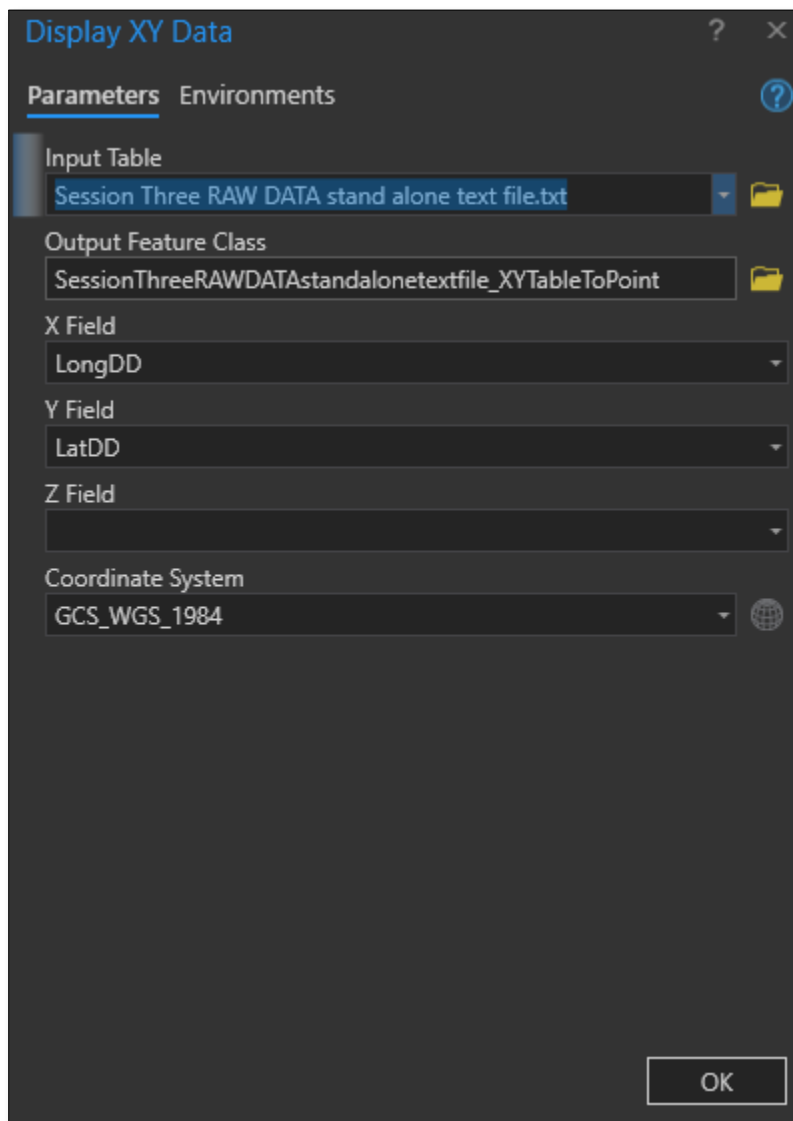 Display XY Data
?
Parameters Environments
?
Input Table
Session Three RAW DATA stand alone text file.txt
Output Feature Class
SessionThreeRAWDATAstandalonetextfile_XYTableToPoint
X Field
LongDD
Y Field
LatDD
Z Field
Coordinate System
GCS_WGS_1984
OK